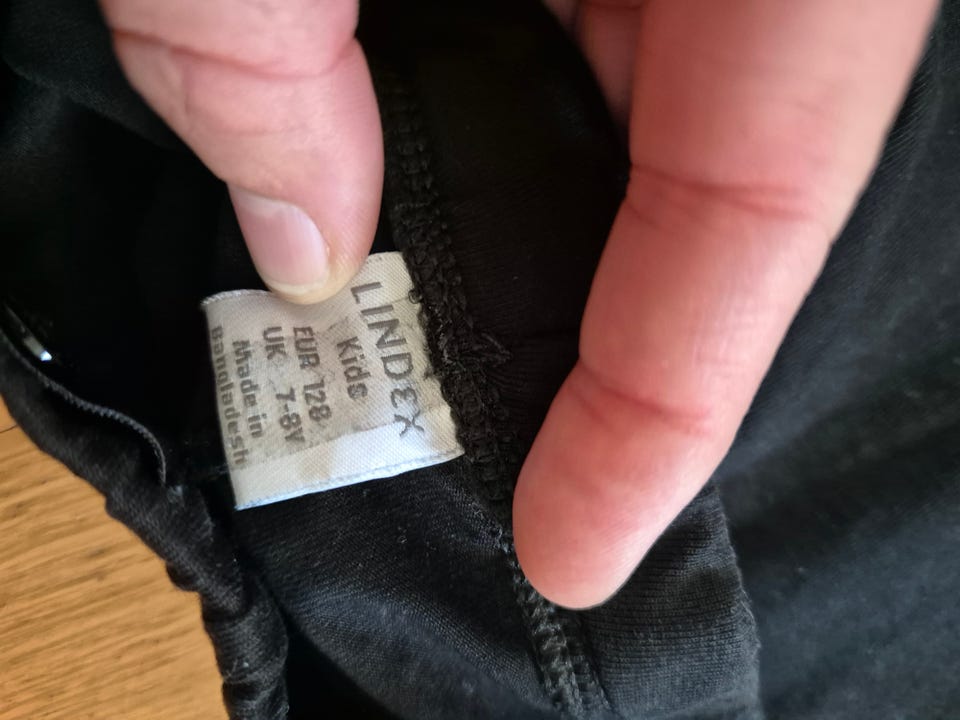 LINDEX
Kids
EUR 128
UK 7-8Y
Made in
Bangladesh